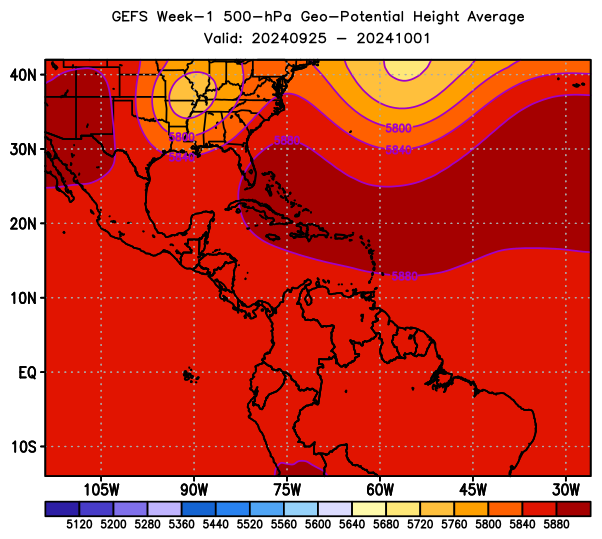 GEFS Week-1 500-hPa Geo-Potential Height Average
Valid: 20240925 - 20241001
40N
30N
20N
10N
EQ
10S
5800
5840
5880
5800
5840
5880
105W 90W 75W 60W 45W 30W
5120 5200 5280 5360 5440 5520 5560 5600 5640 5680 5720 5760 5800 5840 5880